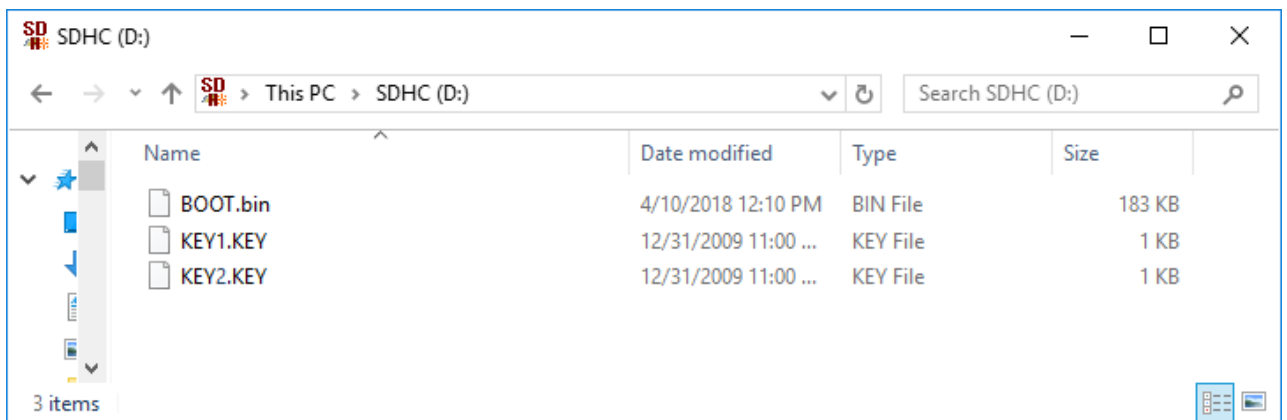 SDHC (D:)
This PC > SDHC (D:)
Search SDHC (D:)
Name Date modified Type Size
BOOT.bin 4/10/2018 12:10 PM BIN File 183 KB
KEY1.KEY 12/31/2009 11:00 ... KEY File 1 KB
KEY2.KEY 12/31/2009 11:00 ... KEY File 1 KB
3 items